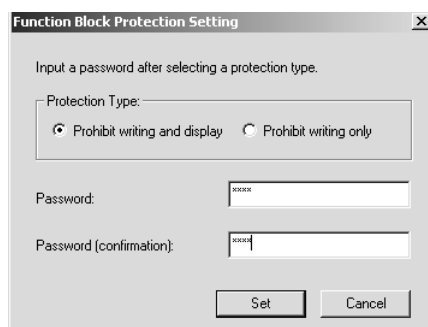 Function Block Protection Setting
Input a password after selecting a protection type.
Protection Type:
Prohibit writing and display Prohibit writing only
Password: ****
Password (confirmation): ****
Set Cancel